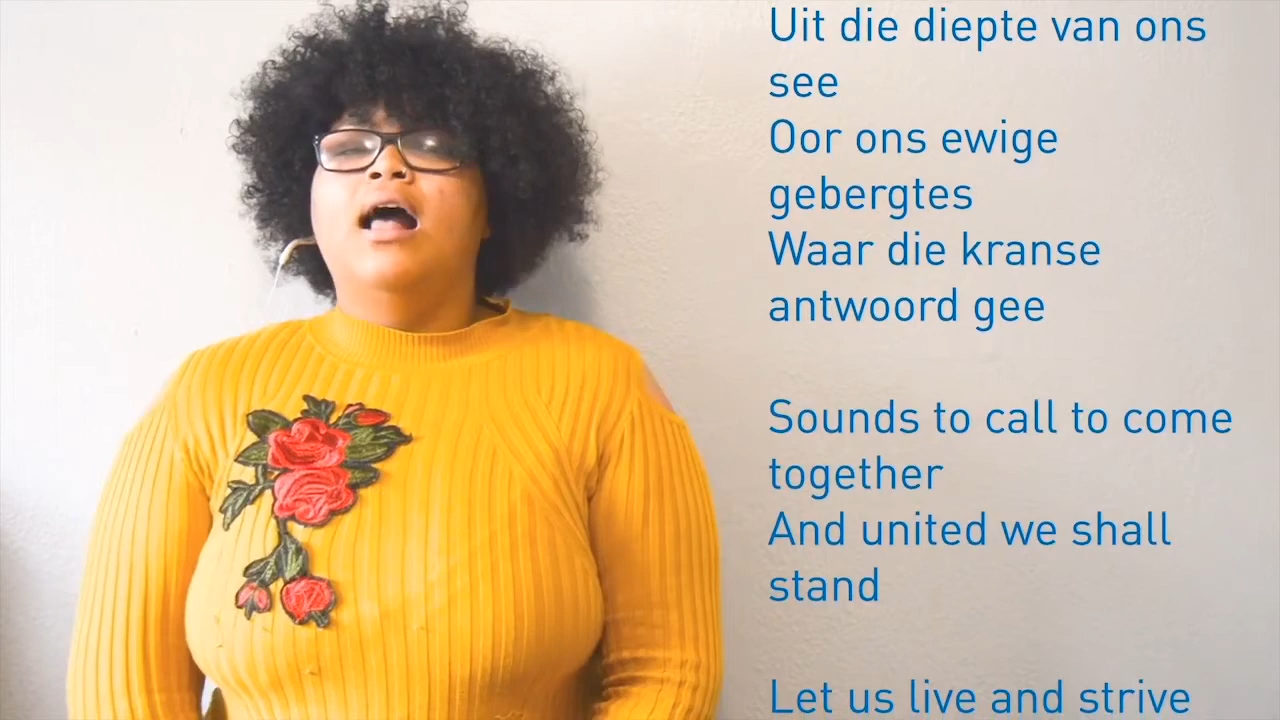 Uit die diepte van ons
see
Oor ons ewige
gebergtes
Waar die kranse
antwoord gee
Sounds to call to come
together
And united we shall
stand
Let us live and strive